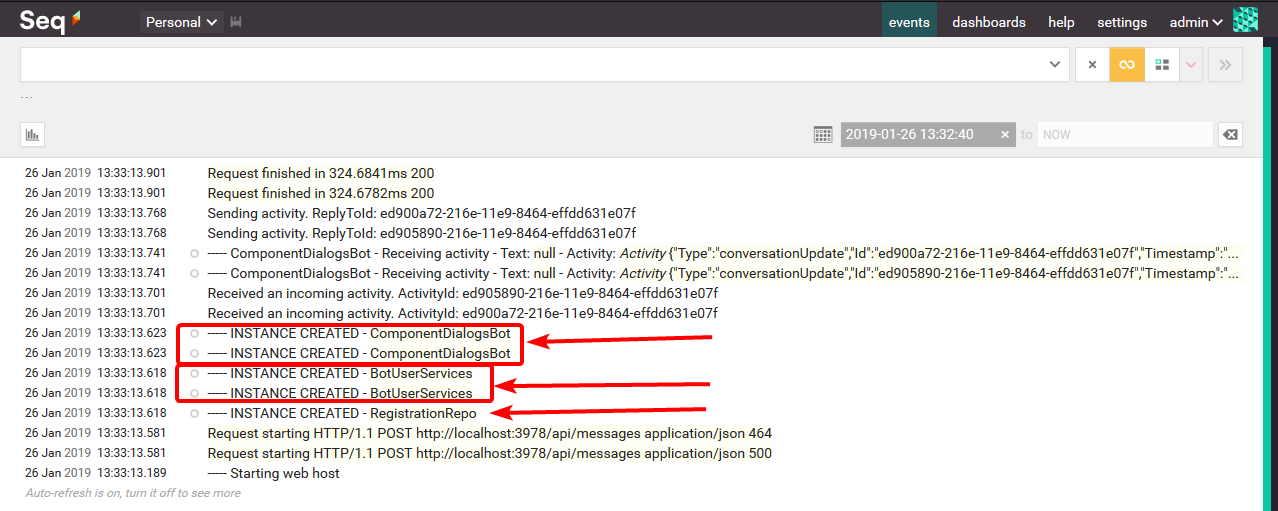 Seq Personal events dashboards help settings admin
...
2019-01-26 13:32:40 × to NOW
26 Jan 2019 13:33:13.901 Request finished in 324.6841ms 200
26 Jan 2019 13:33:13.901 Request finished in 324.6782ms 200
26 Jan 2019 13:33:13.768 Sending activity. ReplyToId: ed900a72-216e-11e9-8464-effdd631e07f
26 Jan 2019 13:33:13.768 Sending activity. ReplyToId: ed905890-216e-11e9-8464-effdd631e07f
26 Jan 2019 13:33:13.741 ----- ComponentDialogsBot - Receiving activity - Text: null - Activity: Activity {"Type":"conversationUpdate","Id":"ed900a72-216e-11e9-8464-effdd631e07f","Timestamp":"...
26 Jan 2019 13:33:13.741 ----- ComponentDialogsBot - Receiving activity - Text: null - Activity: Activity {"Type":"conversationUpdate","Id":"ed905890-216e-11e9-8464-effdd631e07f","Timestamp":"...
26 Jan 2019 13:33:13.701 Received an incoming activity. ActivityId: ed905890-216e-11e9-8464-effdd631e07f
26 Jan 2019 13:33:13.701 Received an incoming activity. ActivityId: ed900a72-216e-11e9-8464-effdd631e07f
26 Jan 2019 13:33:13.623 ----- INSTANCE CREATED - ComponentDialogsBot
26 Jan 2019 13:33:13.623 ----- INSTANCE CREATED - ComponentDialogsBot
26 Jan 2019 13:33:13.618 ----- INSTANCE CREATED - BotUserServices
26 Jan 2019 13:33:13.618 ----- INSTANCE CREATED - BotUserServices
26 Jan 2019 13:33:13.618 ----- INSTANCE CREATED - RegistrationRepo
26 Jan 2019 13:33:13.581 Request starting HTTP/1.1 POST http://localhost:3978/api/messages application/json 464
26 Jan 2019 13:33:13.581 Request starting HTTP/1.1 POST http://localhost:3978/api/messages application/json 500
26 Jan 2019 13:33:13.189 ----- Starting web host
Auto-refresh is on, turn it off to see more